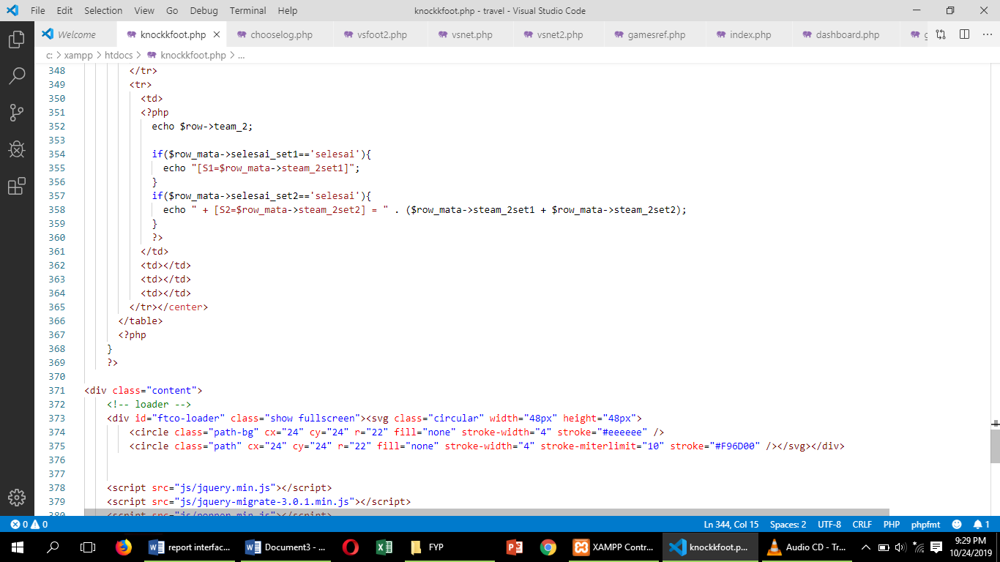 File Edit Selection View Go Debug Terminal Help knockkfoot.php - travel - Visual Studio Code
Welcome knockkfoot.php chooselog.php vsfoot2.php vsnet.php vsnet2.php gamesref.php index.php dashboard.php
c: > xampp > htdocs > knockkfoot.php > ...
348 </tr>
349 <tr>
350 <td>
351 <?php
352 echo $row->team_2;
353
354 if($row_mata->selesai_set1=='selesai'){
355 echo "[S1=$row_mata->steam_2set1]";
356 }
357 if($row_mata->selesai_set2=='selesai'){
358 echo " + [S2=$row_mata->steam_2set2] = " . ($row_mata->steam_2set1 + $row_mata->steam_2set2);
359 }
360 ?>
361 </td>
362 <td></td>
363 <td></td>
364 <td></td>
365 </tr></center>
366 </table>
367 <?php
368 }
369 ?>
370
371 <div class="content">
372 <!-- loader -->
373 <div id="ftco-loader" class="show fullscreen"><svg class="circular" width="48px" height="48px">
374 <circle class="path-bg" cx="24" cy="24" r="22" fill="none" stroke-width="4" stroke="#eeeeee" />
375 <circle class="path" cx="24" cy="24" r="22" fill="none" stroke-width="4" stroke-miterlimit="10" stroke="#F96D00" /></svg></div>
376
377
378 <script src="js/jquery.min.js"></script>
379 <script src="js/jquery-migrate-3.0.1.min.js"></script>
380 <script src="js/popper.min.js"></script>
0 0 Ln 344, Col 15 Spaces: 2 UTF-8 CRLF PHP phpfmt 1
report interfac... Document3 - ... FYP XAMPP Contr... knockkfoot.p... Audio CD - Tr... 9:29 PM
10/24/2019